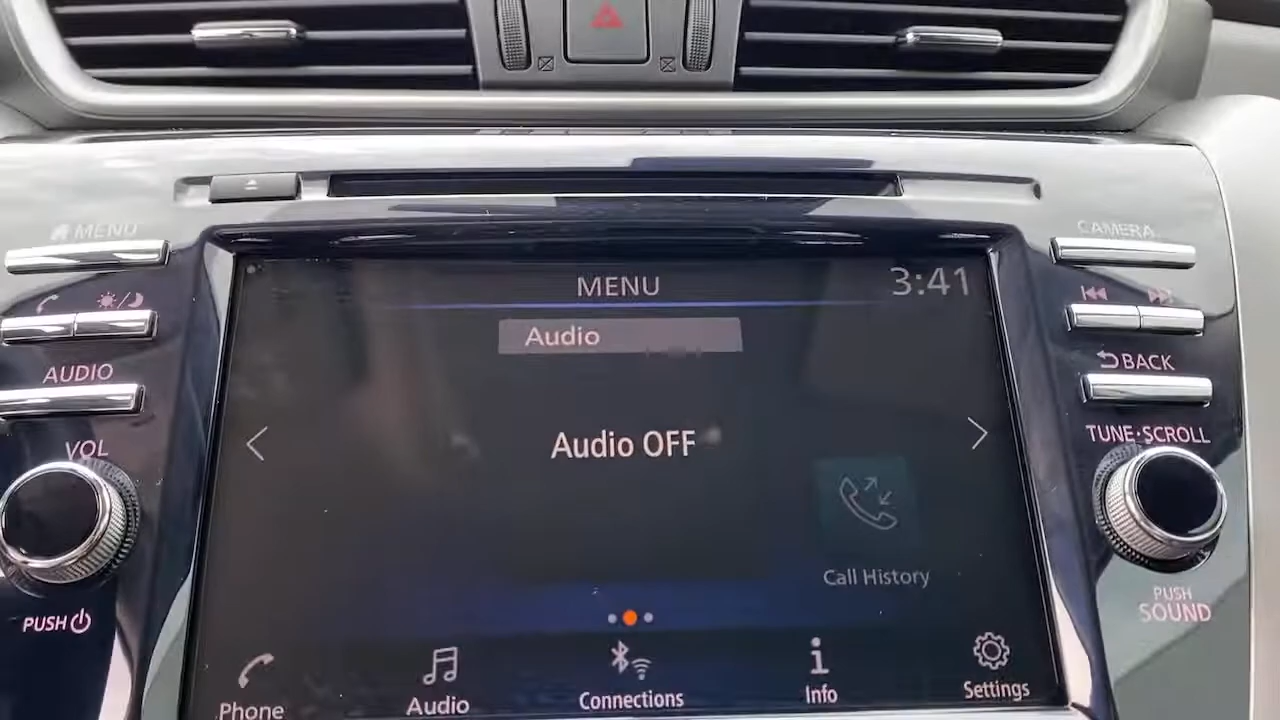 MENU
CAMERA
MENU
3:41
Audio
AUDIO
BACK
VOL
TUNE·SCROLL
Audio OFF
Call History
PUSH
PUSH
SOUND
Phone
Audio
Connections
Info
Settings